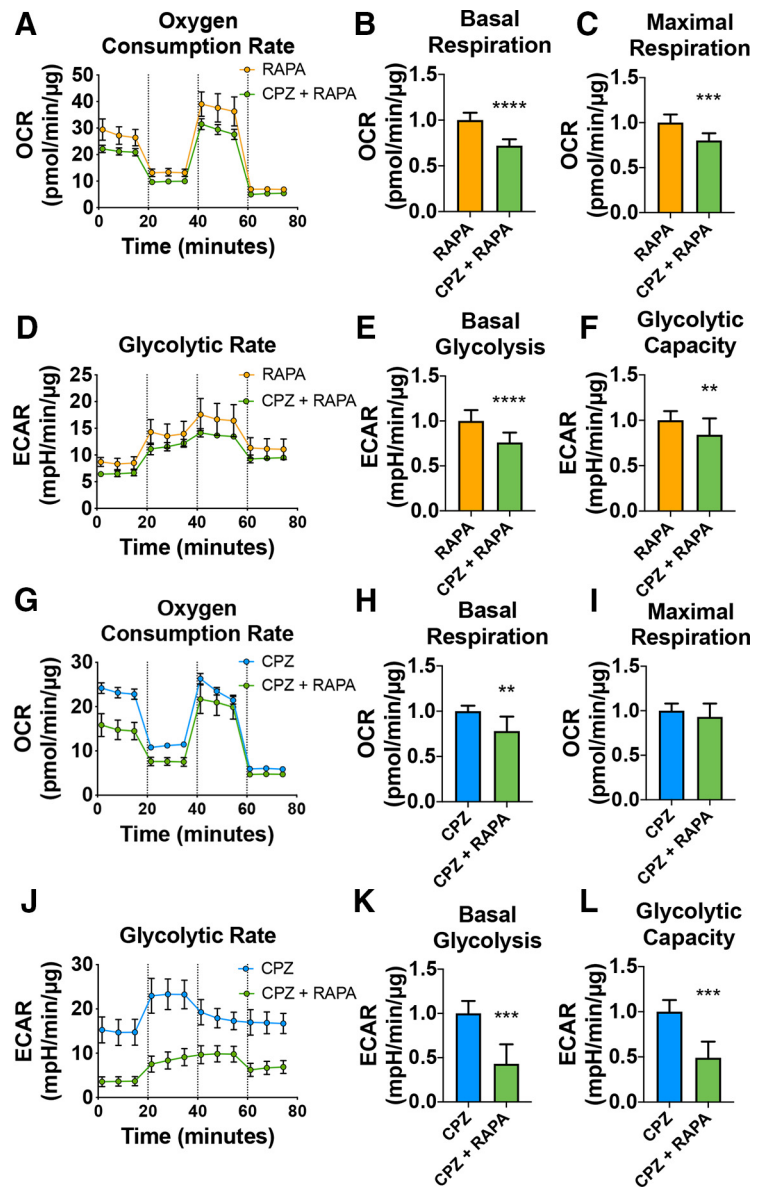 A
Oxygen
Consumption Rate
OCR
(pmol/min/µg)
50
40
30
20
10
0
RAPA
CPZ + RAPA
0
20
40
60
80
Time (minutes)
B
Basal
Respiration
OCR
(pmol/min/µg)
1.5
1.0
0.5
0.0
****
RAPA
CPZ + RAPA
C
Maximal
Respiration
OCR
(pmol/min/µg)
1.5
1.0
0.5
0.0
***
RAPA
CPZ + RAPA
D
Glycolytic Rate
ECAR
(mpH/min/µg)
25
20
15
10
5
0
RAPA
CPZ + RAPA
0
20
40
60
80
Time (minutes)
E
Basal
Glycolysis
ECAR
(mpH/min/µg)
1.5
1.0
0.5
0.0
****
RAPA
CPZ + RAPA
F
Glycolytic
Capacity
ECAR
(mpH/min/µg)
1.5
1.0
0.5
0.0
**
RAPA
CPZ + RAPA
G
Oxygen
Consumption Rate
OCR
(pmol/min/µg)
30
20
10
0
CPZ
CPZ + RAPA
0
20
40
60
80
Time (minutes)
H
Basal
Respiration
OCR
(pmol/min/µg)
1.5
1.0
0.5
0.0
**
CPZ
CPZ + RAPA
I
Maximal
Respiration
OCR
(pmol/min/µg)
1.5
1.0
0.5
0.0
CPZ
CPZ + RAPA
J
Glycolytic Rate
ECAR
(mpH/min/µg)
30
20
10
0
CPZ
CPZ + RAPA
0
20
40
60
80
Time (minutes)
K
Basal
Glycolysis
ECAR
(mpH/min/µg)
1.5
1.0
0.5
0.0
***
CPZ
CPZ + RAPA
L
Glycolytic
Capacity
ECAR
(mpH/min/µg)
1.5
1.0
0.5
0.0
***
CPZ
CPZ + RAPA